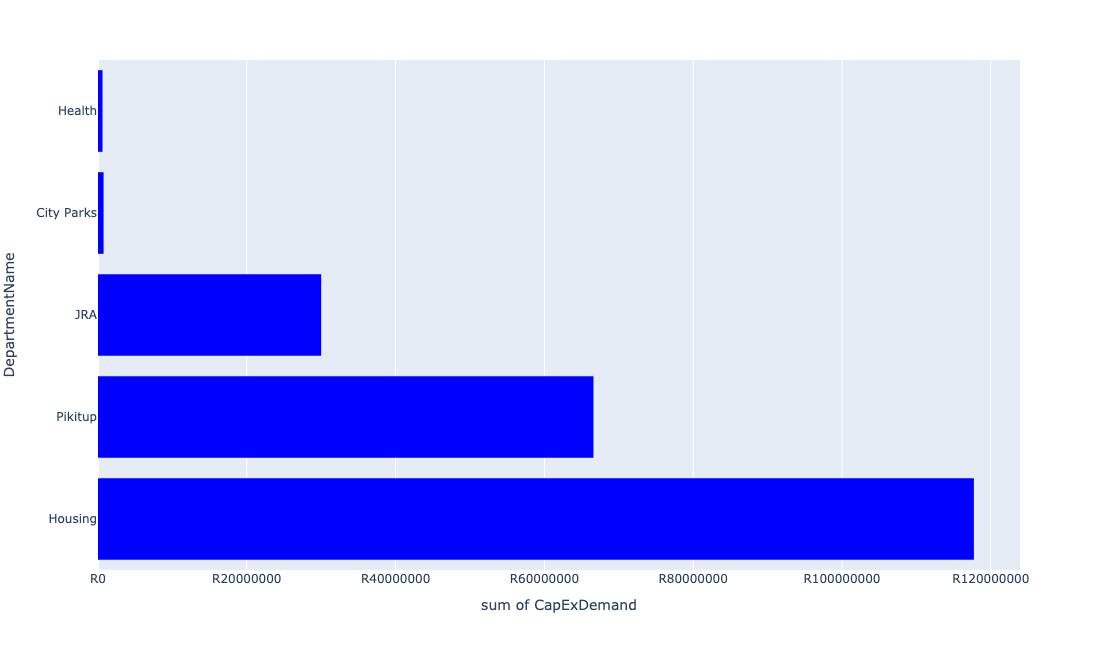 Health
City Parks
JRA
Pikitup
Housing
DepartmentName
R0 R20000000 R40000000 R60000000 R80000000 R100000000 R120000000
sum of CapExDemand